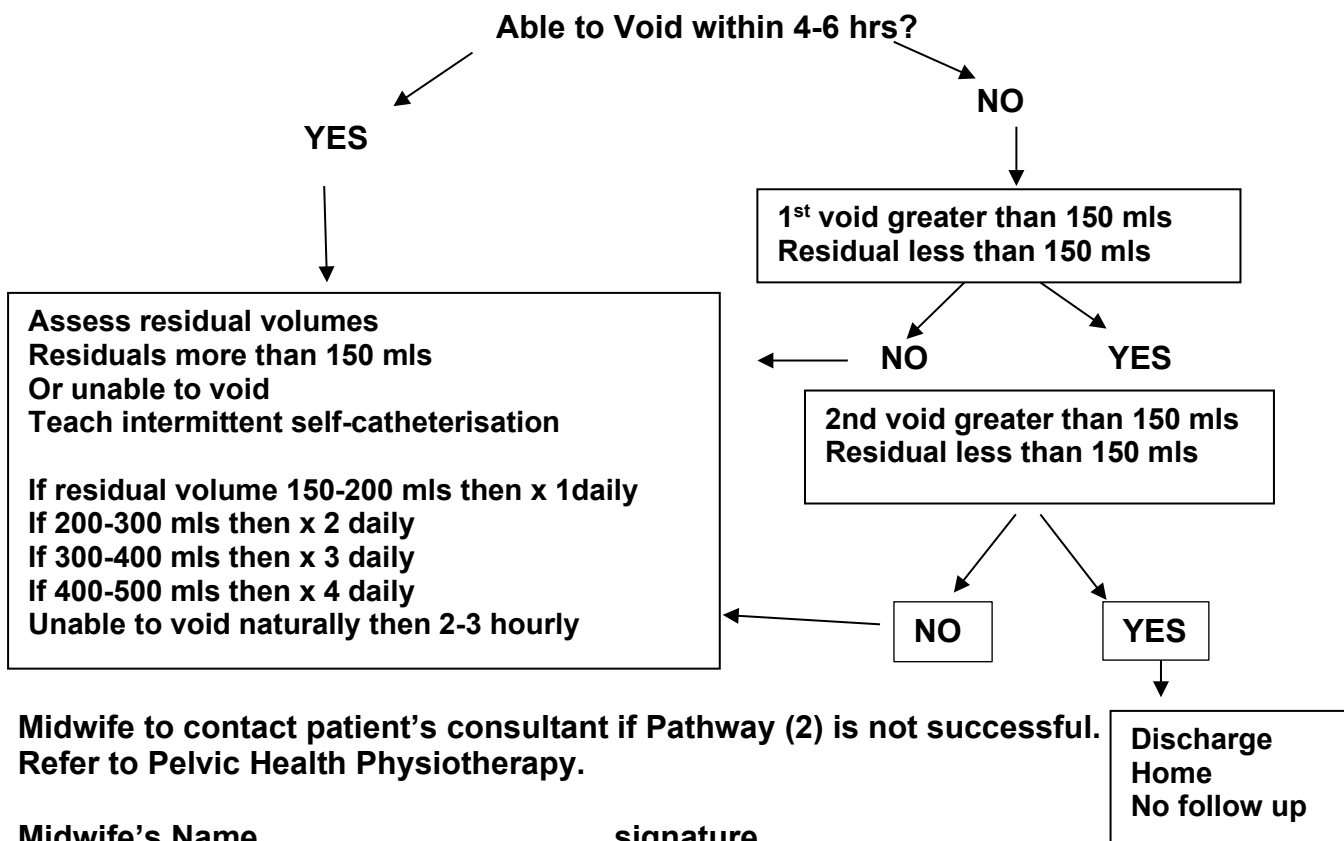 Able to Void within 4-6 hrs?
NO
YES
1st void greater than 150 mls
Residual less than 150 mls
Assess residual volumes
Residuals more than 150 mls
Or unable to void
Teach intermittent self-catheterisation
If residual volume 150-200 mls then x 1daily
If 200-300 mls then x 2 daily
If 300-400 mls then x 3 daily
If 400-500 mls then x 4 daily
Unable to void naturally then 2-3 hourly
NO
YES
2nd void greater than 150 mls
Residual less than 150 mls
NO
YES
Midwife to contact patient’s consultant if Pathway (2) is not successful.
Refer to Pelvic Health Physiotherapy.
Discharge
Home
No follow up
Midwife’s Name signature